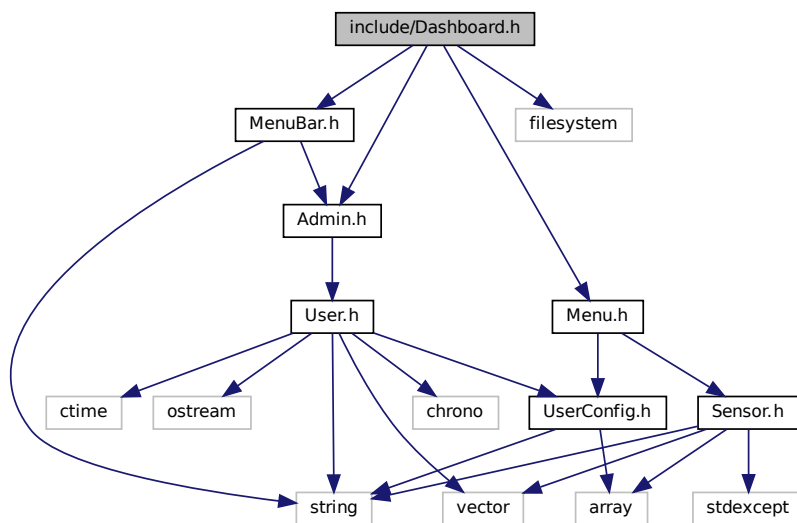 include/Dashboard.h
MenuBar.h
filesystem
Admin.h
User.h
Menu.h
ctime
ostream
chrono
UserConfig.h
Sensor.h
string
vector
array
stdexcept